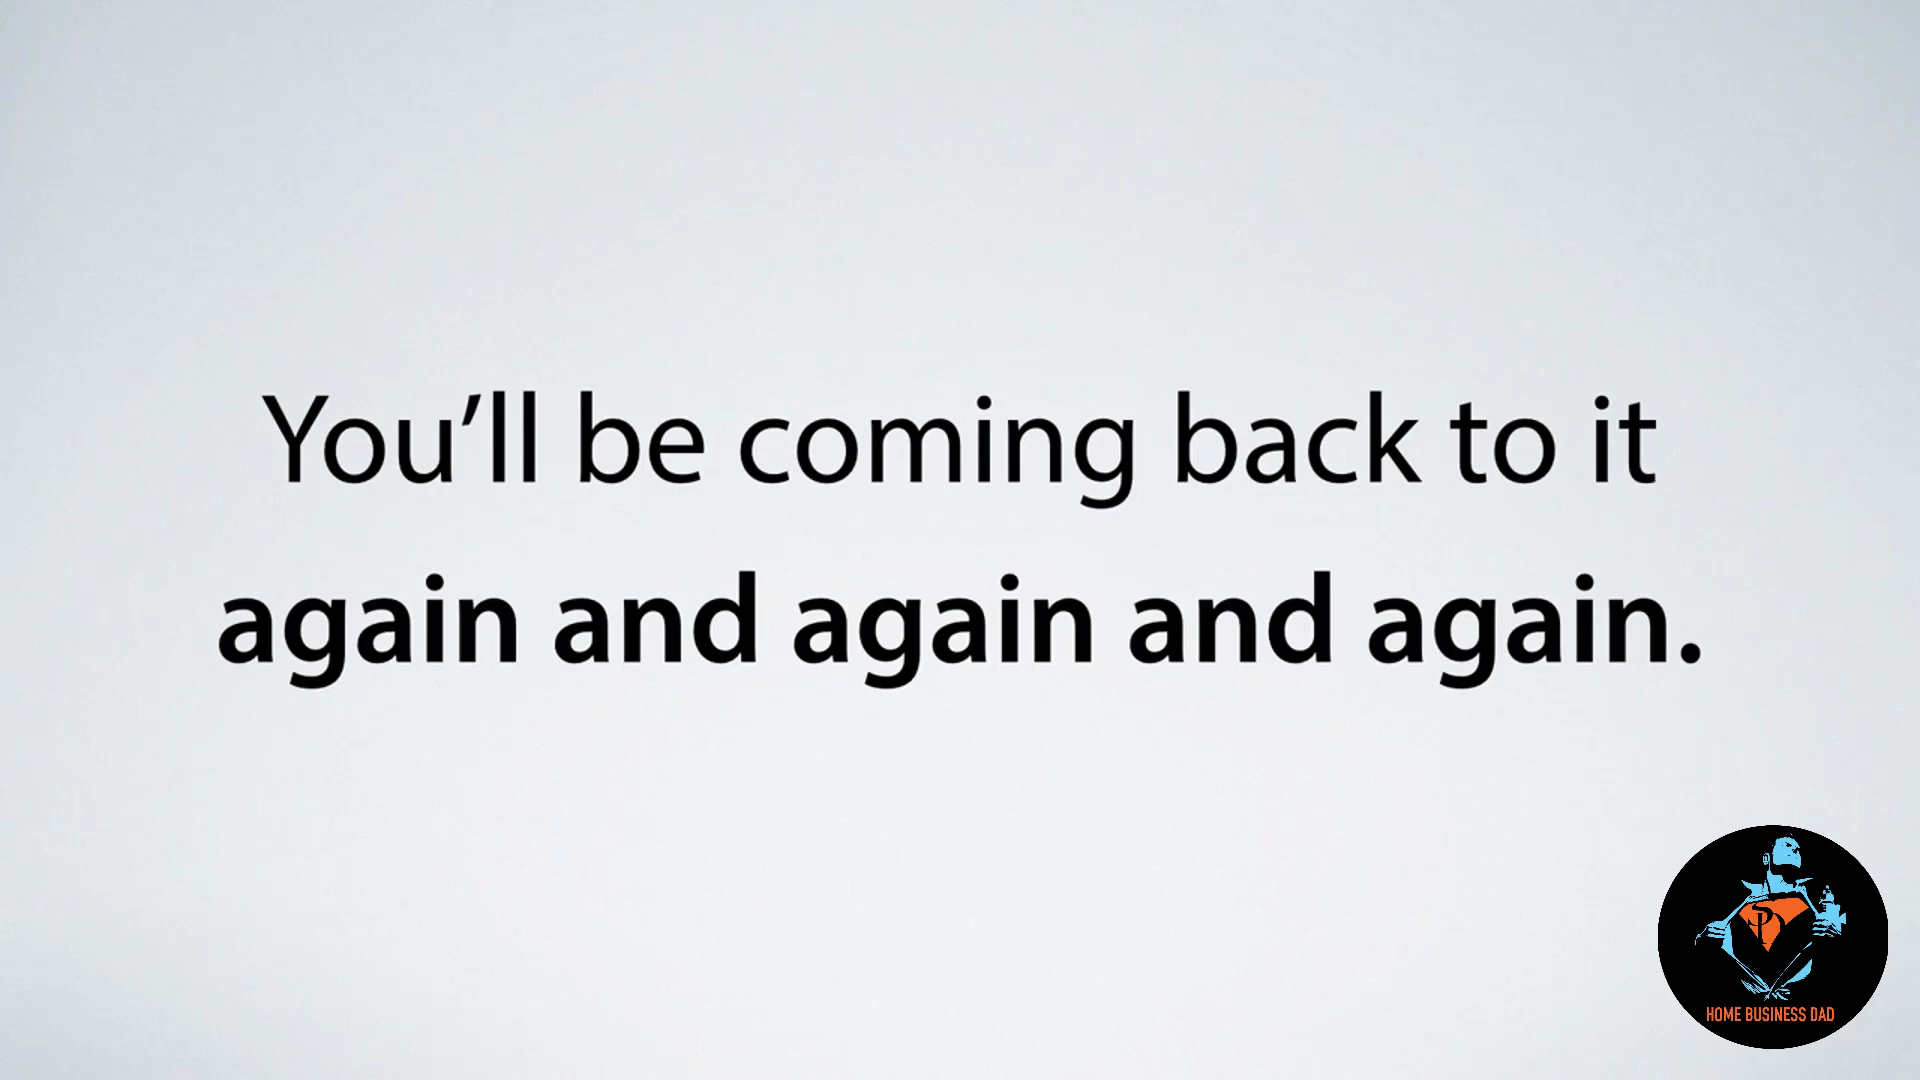 You’ll be coming back to it
again and again and again.
HOME BUSINESS DAD